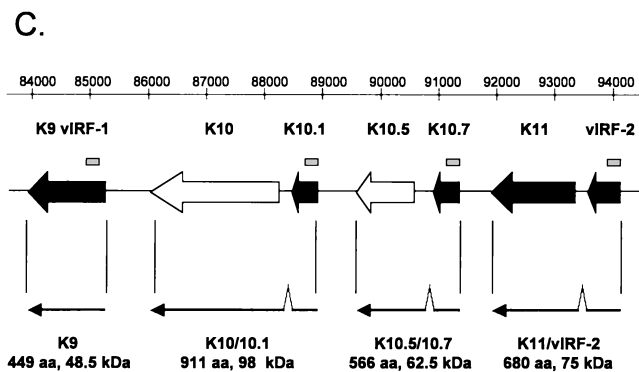 C.
84000 85000 86000 87000 88000 89000 90000 91000 92000 93000 94000
K9 vIRF-1 K10 K10.1 K10.5 K10.7 K11 vIRF-2
K9 K10/10.1 K10.5/10.7 K11/vIRF-2
449 aa, 48.5 kDa 911 aa, 98 kDa 566 aa, 62.5 kDa 680 aa, 75 kDa